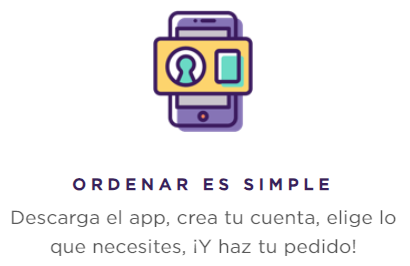 ORDENAR ES SIMPLE
Descarga el app, crea tu cuenta, elige lo
que necesites, ¡Y haz tu pedido!